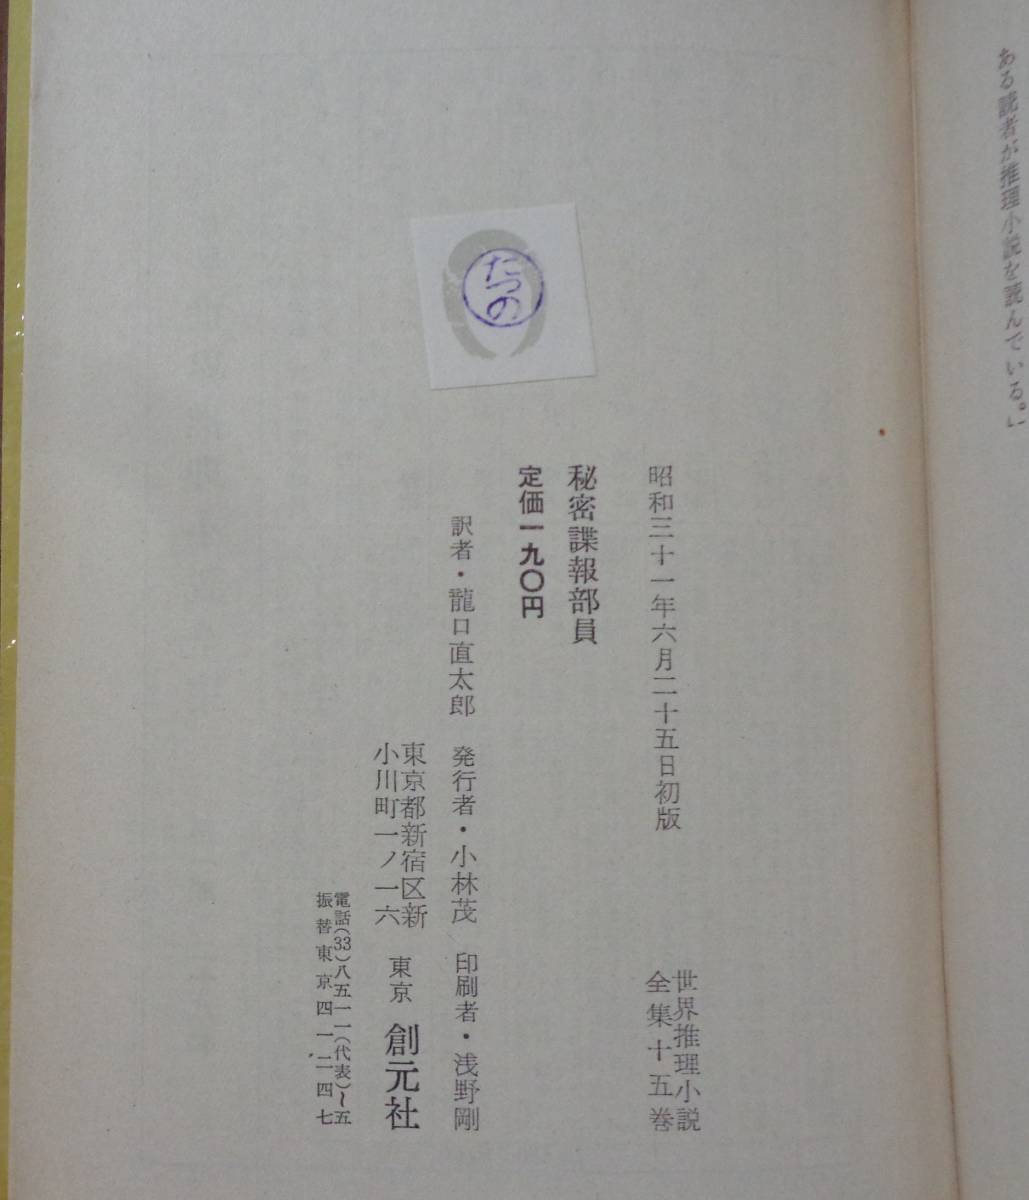 ある読者が推理小説を読んでいる。」
たつの
昭和三十一年六月二十五日初版
世界推理小説
全集十五巻
秘密諜報部員
定価一九〇円
訳者・龍口直太郎
発行者・小林茂
印刷者・浅野剛
東京都新宿区新
小川町一ノ一六
東京 創元社
電話(33)八五一一(代表)~五
振替東京四一二四七